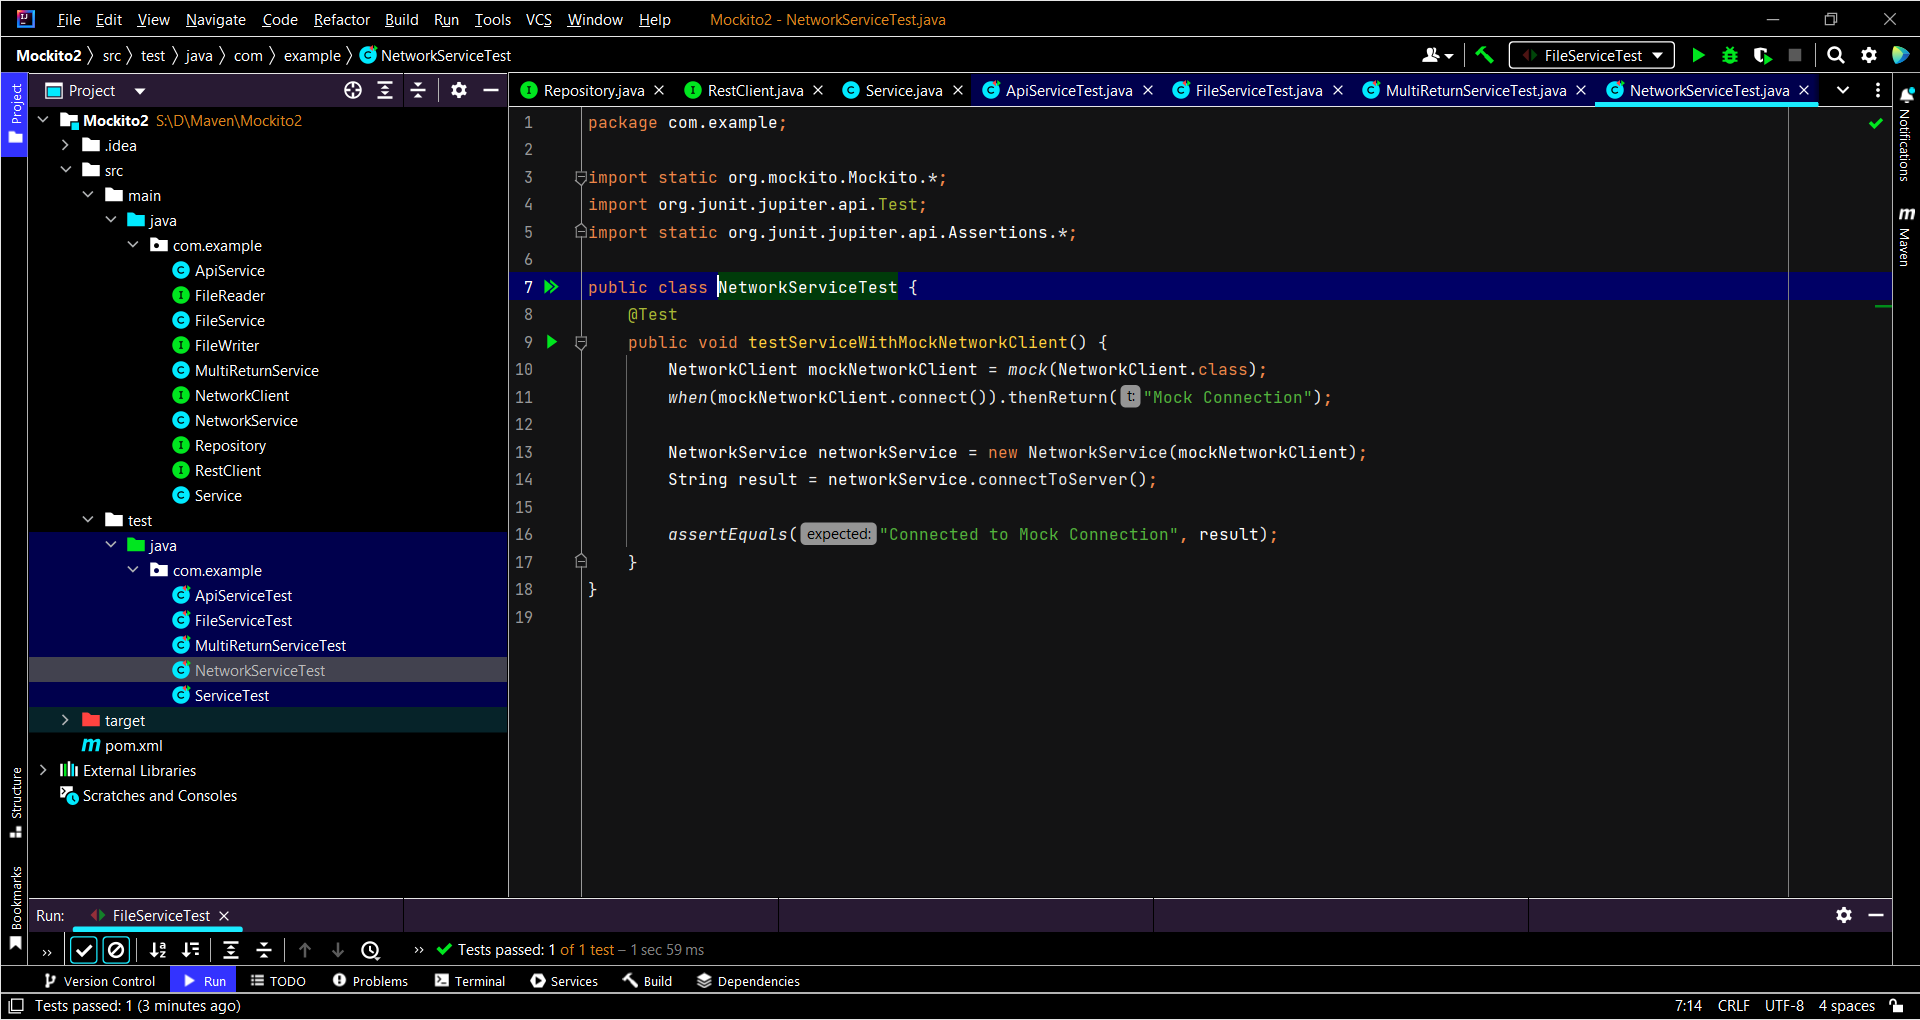 File Edit View Navigate Code Refactor Build Run Tools VCS Window Help Mockito2 - NetworkServiceTest.java
Mockito2 src test java com example NetworkServiceTest FileServiceTest
Project
Project
Repository.java RestClient.java Service.java ApiServiceTest.java FileServiceTest.java MultiReturnServiceTest.java NetworkServiceTest.java
Notifications
Maven
Mockito2 S:\D\Maven\Mockito2
.idea
src
main
java
com.example
ApiService
FileReader
FileService
FileWriter
MultiReturnService
NetworkClient
NetworkService
Repository
RestClient
Service
test
java
com.example
ApiServiceTest
FileServiceTest
MultiReturnServiceTest
NetworkServiceTest
ServiceTest
target
pom.xml
External Libraries
Scratches and Consoles
1 package com.example;
2
3 import static org.mockito.Mockito.*;
4 import org.junit.jupiter.api.Test;
5 import static org.junit.jupiter.api.Assertions.*;
6
7 public class NetworkServiceTest {
8 @Test
9 public void testServiceWithMockNetworkClient() {
10 NetworkClient mockNetworkClient = mock(NetworkClient.class);
11 when(mockNetworkClient.connect()).thenReturn( t: "Mock Connection");
12
13 NetworkService networkService = new NetworkService(mockNetworkClient);
14 String result = networkService.connectToServer();
15
16 assertEquals( expected: "Connected to Mock Connection", result);
17 }
18 }
19
Structure
Bookmarks
Run: FileServiceTest
Tests passed: 1 of 1 test – 1 sec 59 ms
Version Control Run TODO Problems Terminal Services Build Dependencies
Tests passed: 1 (3 minutes ago) 7:14 CRLF UTF-8 4 spaces